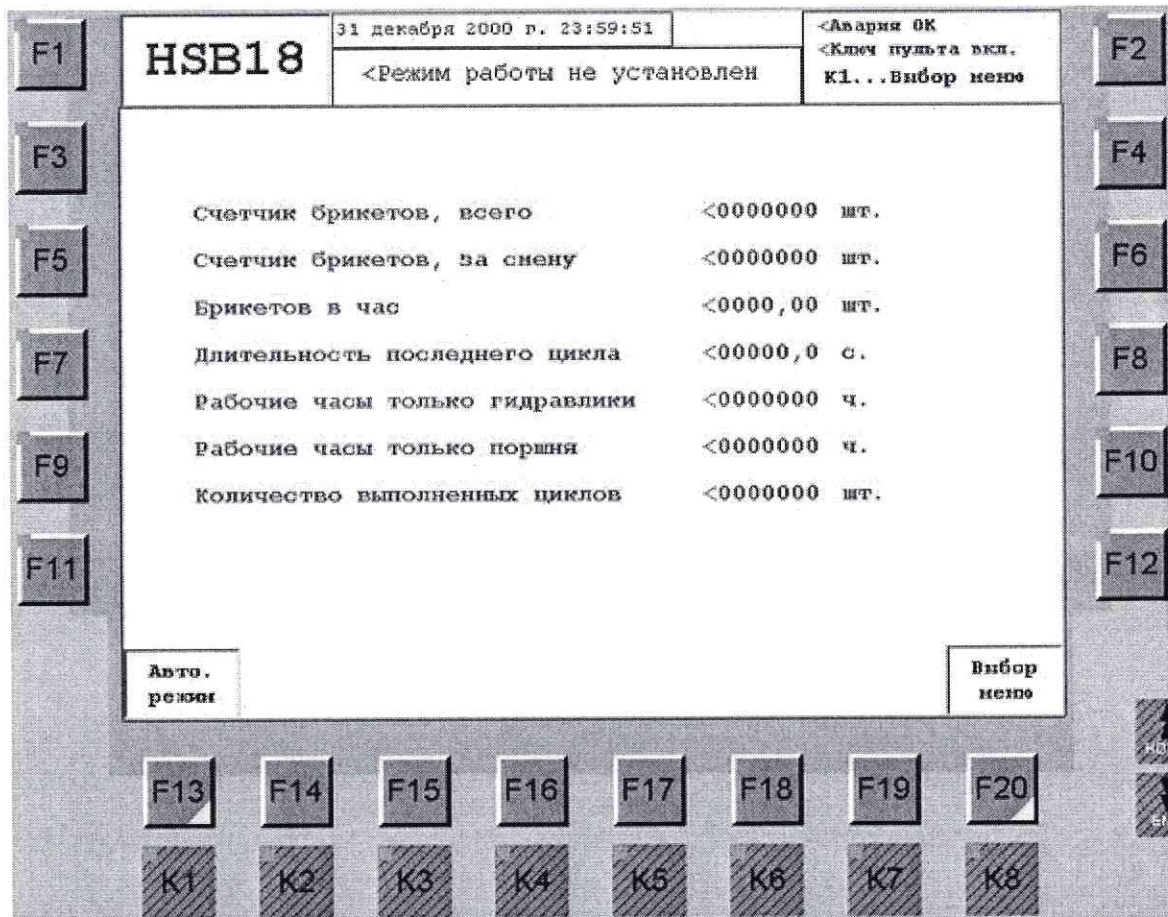 F1
HSB18
31 декабря 2000 г. 23:59:51
<Режим работы не установлен
<Авария ОК
<Ключ пульта вкл.
К1...Выбор меню
F2
F3
F4
Счетчик брикетов, всего <0000000 шт.
F5
Счетчик брикетов, за смену <0000000 шт.
F6
Брикетов в час <0000,00 шт.
F7
Длительность последнего цикла <00000,0 с.
F8
Рабочие часы только гидравлики <0000000 ч.
F9
Рабочие часы только поршня <0000000 ч.
F10
Количество выполненных циклов <0000000 шт.
F11
F12
Авто.
режим
Выбор
меню
F13 F14 F15 F16 F17 F18 F19 F20
K1 K2 K3 K4 K5 K6 K7 K8